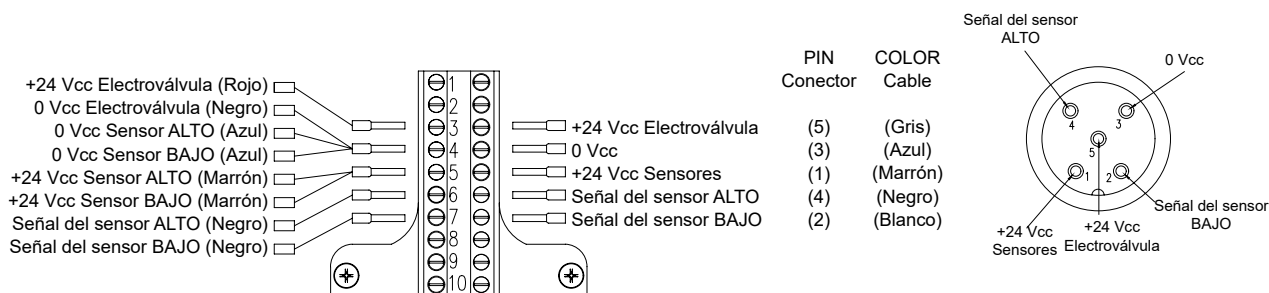 +24 Vcc Electroválvula (Rojo)
0 Vcc Electroválvula (Negro)
0 Vcc Sensor ALTO (Azul)
0 Vcc Sensor BAJO (Azul)
+24 Vcc Sensor ALTO (Marrón)
+24 Vcc Sensor BAJO (Marrón)
Señal del sensor ALTO (Negro)
Señal del sensor BAJO (Negro)
1
2
3
4
5
6
7
8
9
10
PIN COLOR
Conector Cable
+24 Vcc Electroválvula (5) (Gris)
0 Vcc (3) (Azul)
+24 Vcc Sensores (1) (Marrón)
Señal del sensor ALTO (4) (Negro)
Señal del sensor BAJO (2) (Blanco)
Señal del sensor
ALTO
0 Vcc
4 3
5
1 2
Señal del sensor
BAJO
+24 Vcc
Sensores
+24 Vcc
Electroválvula